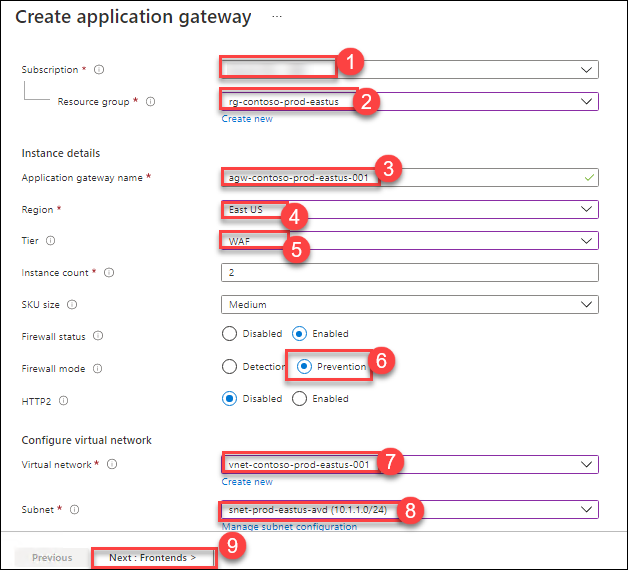 Create application gateway ...
Subscription * 1
Resource group * rg-contoso-prod-eastus 2
Create new
Instance details
Application gateway name * agw-contoso-prod-eastus-001 3
Region * East US 4
Tier WAF 5
Instance count * 2
SKU size Medium
Firewall status Disabled Enabled
Firewall mode Detection Prevention 6
HTTP2 Disabled Enabled
Configure virtual network
Virtual network * vnet-contoso-prod-eastus-001 7
Create new
Subnet * snet-prod-eastus-avd (10.1.1.0/24) 8
Manage subnet configuration
9
Previous Next : Frontends >